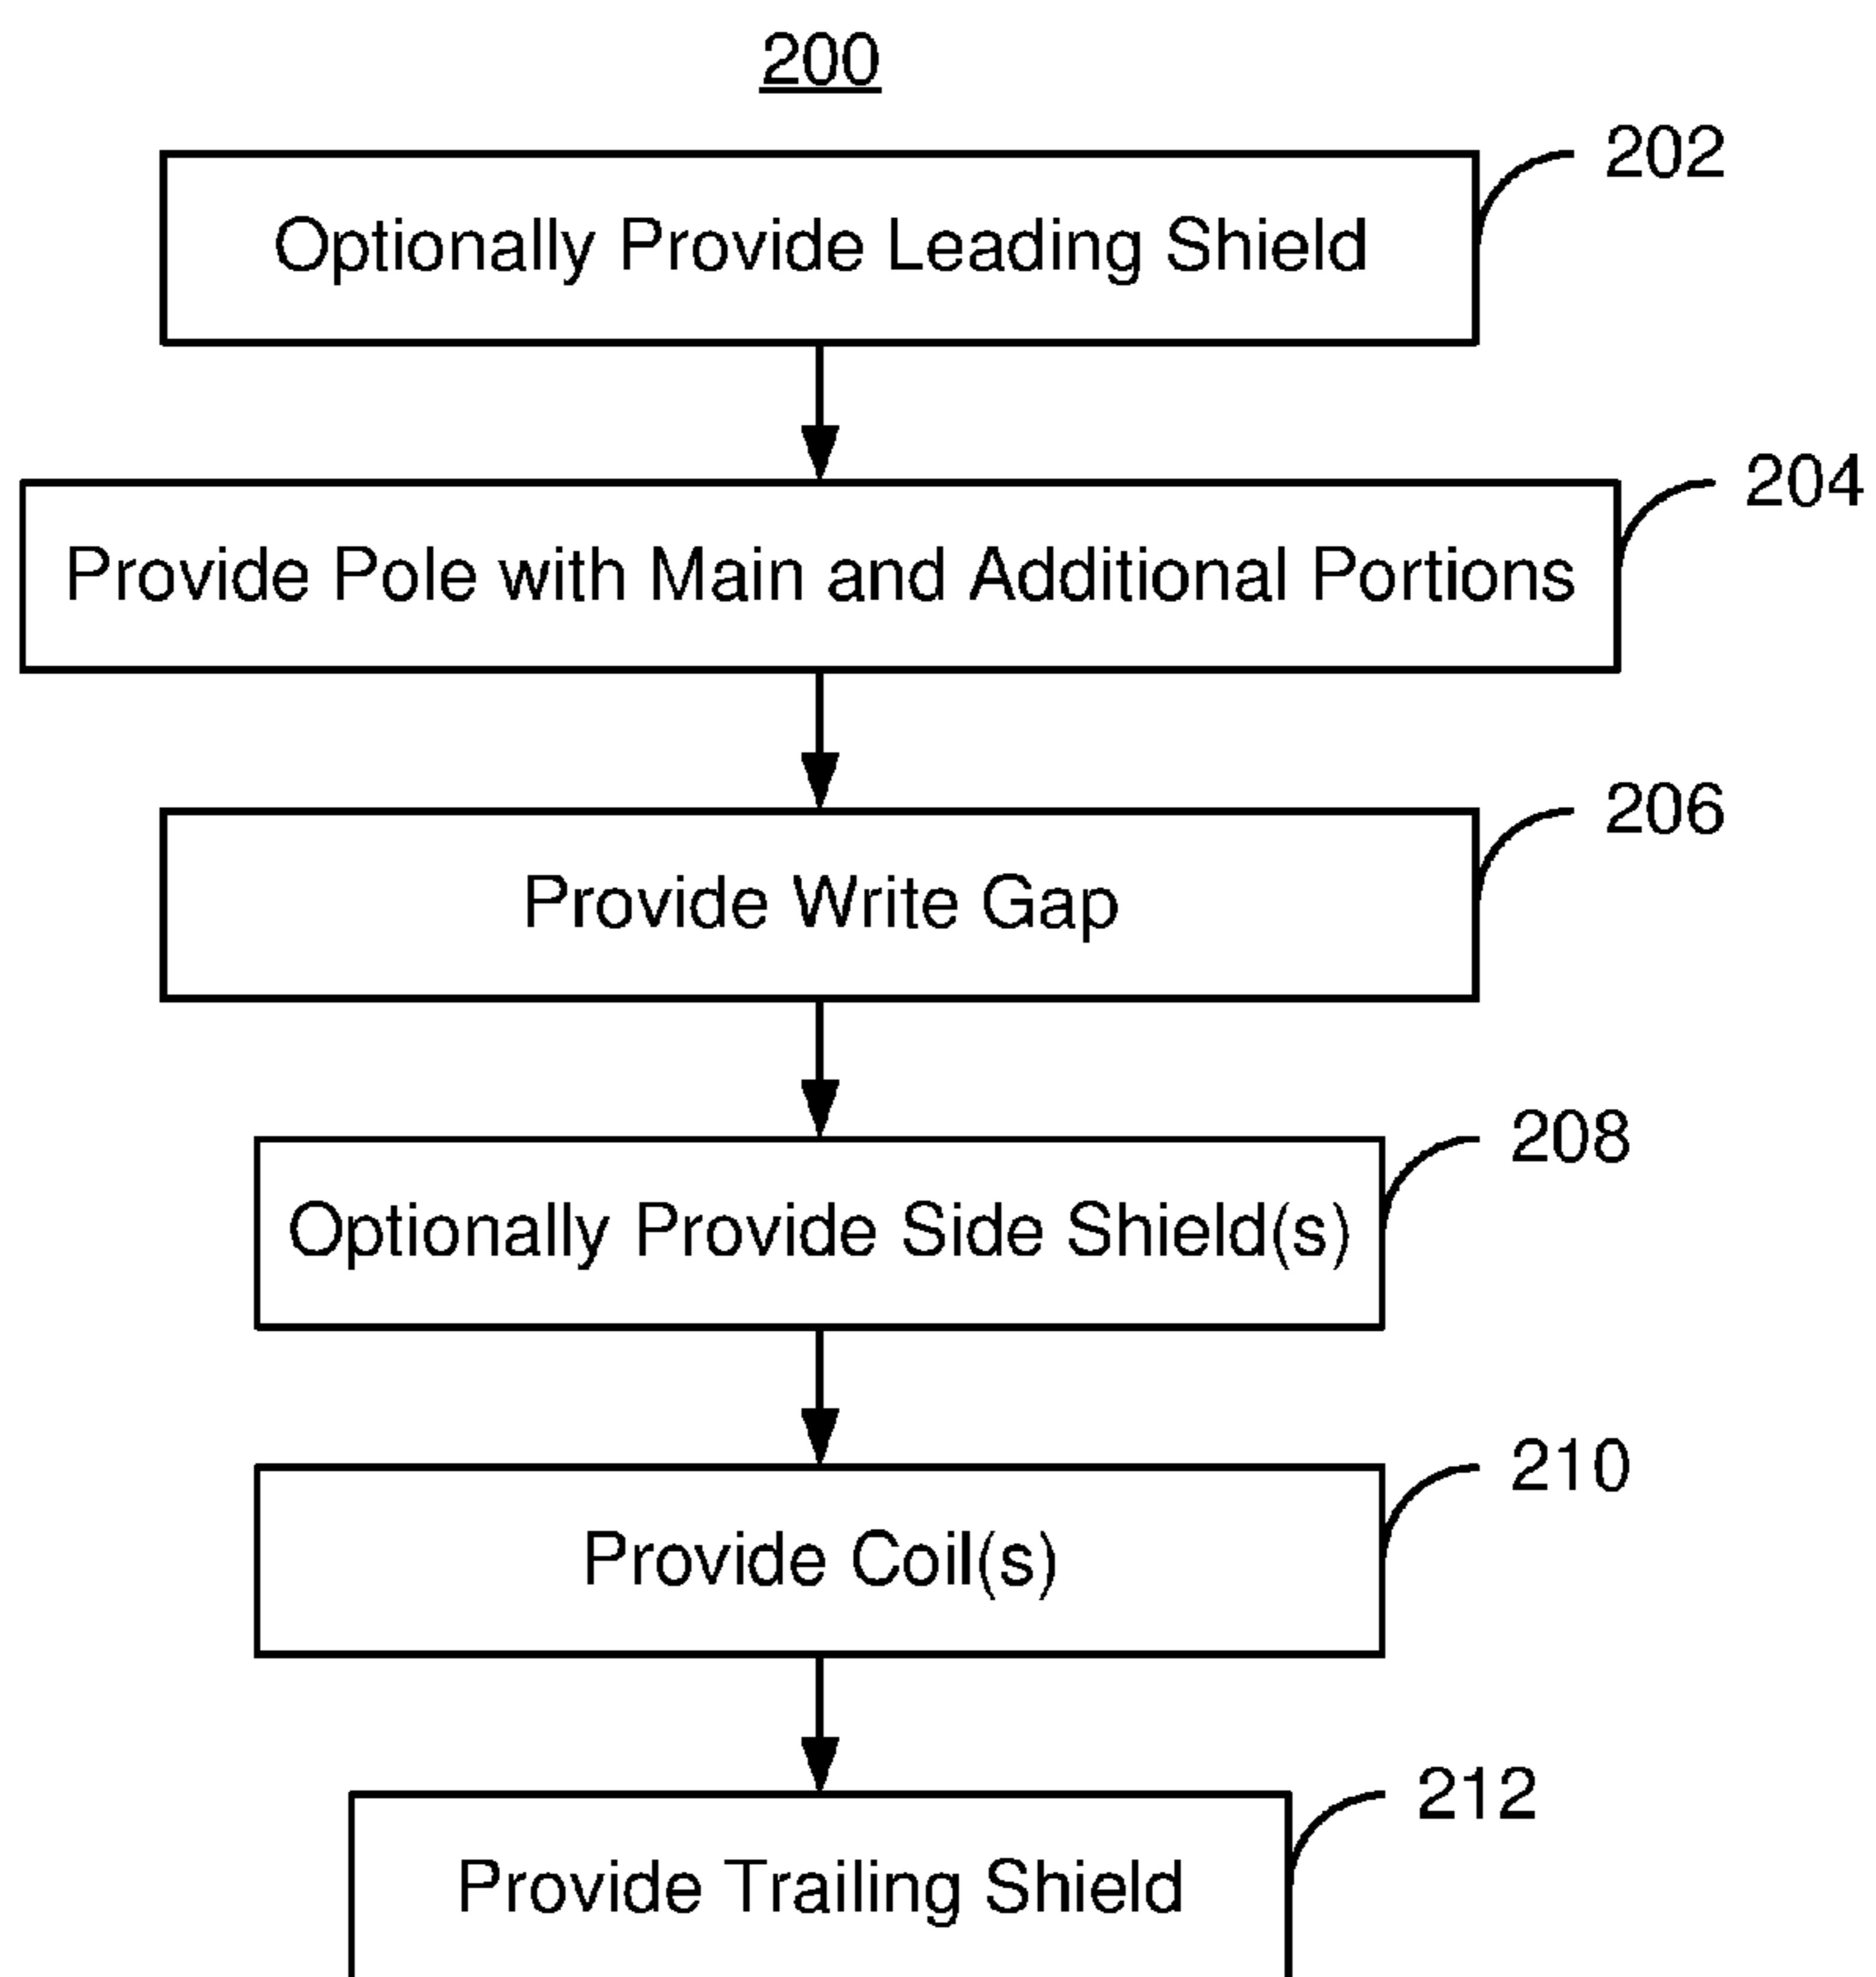 200
202
Optionally Provide Leading Shield
204
Provide Pole with Main and Additional Portions
206
Provide Write Gap
208
Optionally Provide Side Shield(s)
210
Provide Coil(s)
212
Provide Trailing Shield